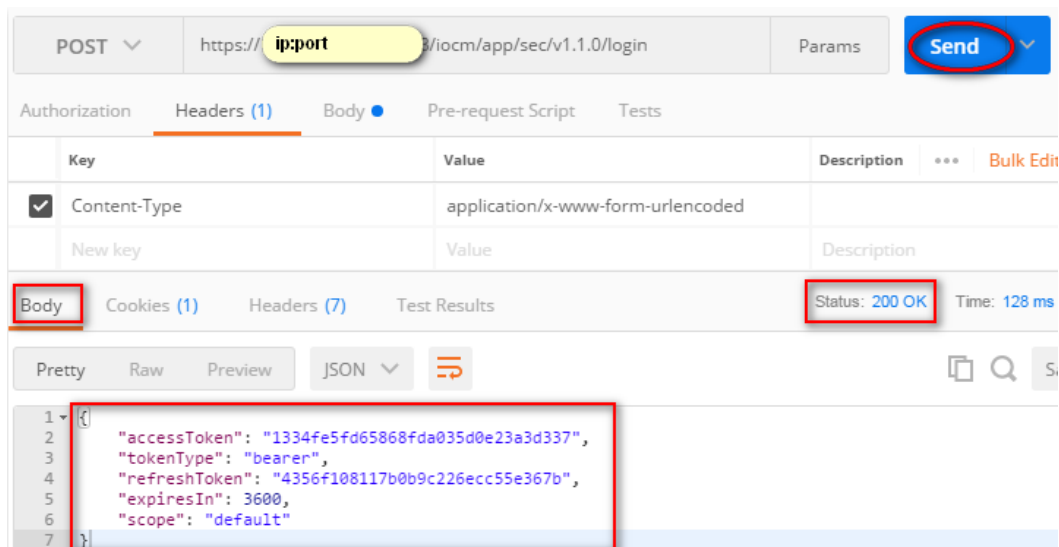 POST https:// ip:port 3/iocm/app/sec/v1.1.0/login Params Send
Authorization Headers (1) Body Pre-request Script Tests
Key Value Description Bulk Edit
Content-Type application/x-www-form-urlencoded
New key Value Description
Body Cookies (1) Headers (7) Test Results Status: 200 OK Time: 128 ms
Pretty Raw Preview JSON Sa
1 {
2 "accessToken": "1334fe5fd65868fda035d0e23a3d337",
3 "tokenType": "bearer",
4 "refreshToken": "4356f108117b0b9c226ecc55e367b",
5 "expiresIn": 3600,
6 "scope": "default"
7 }